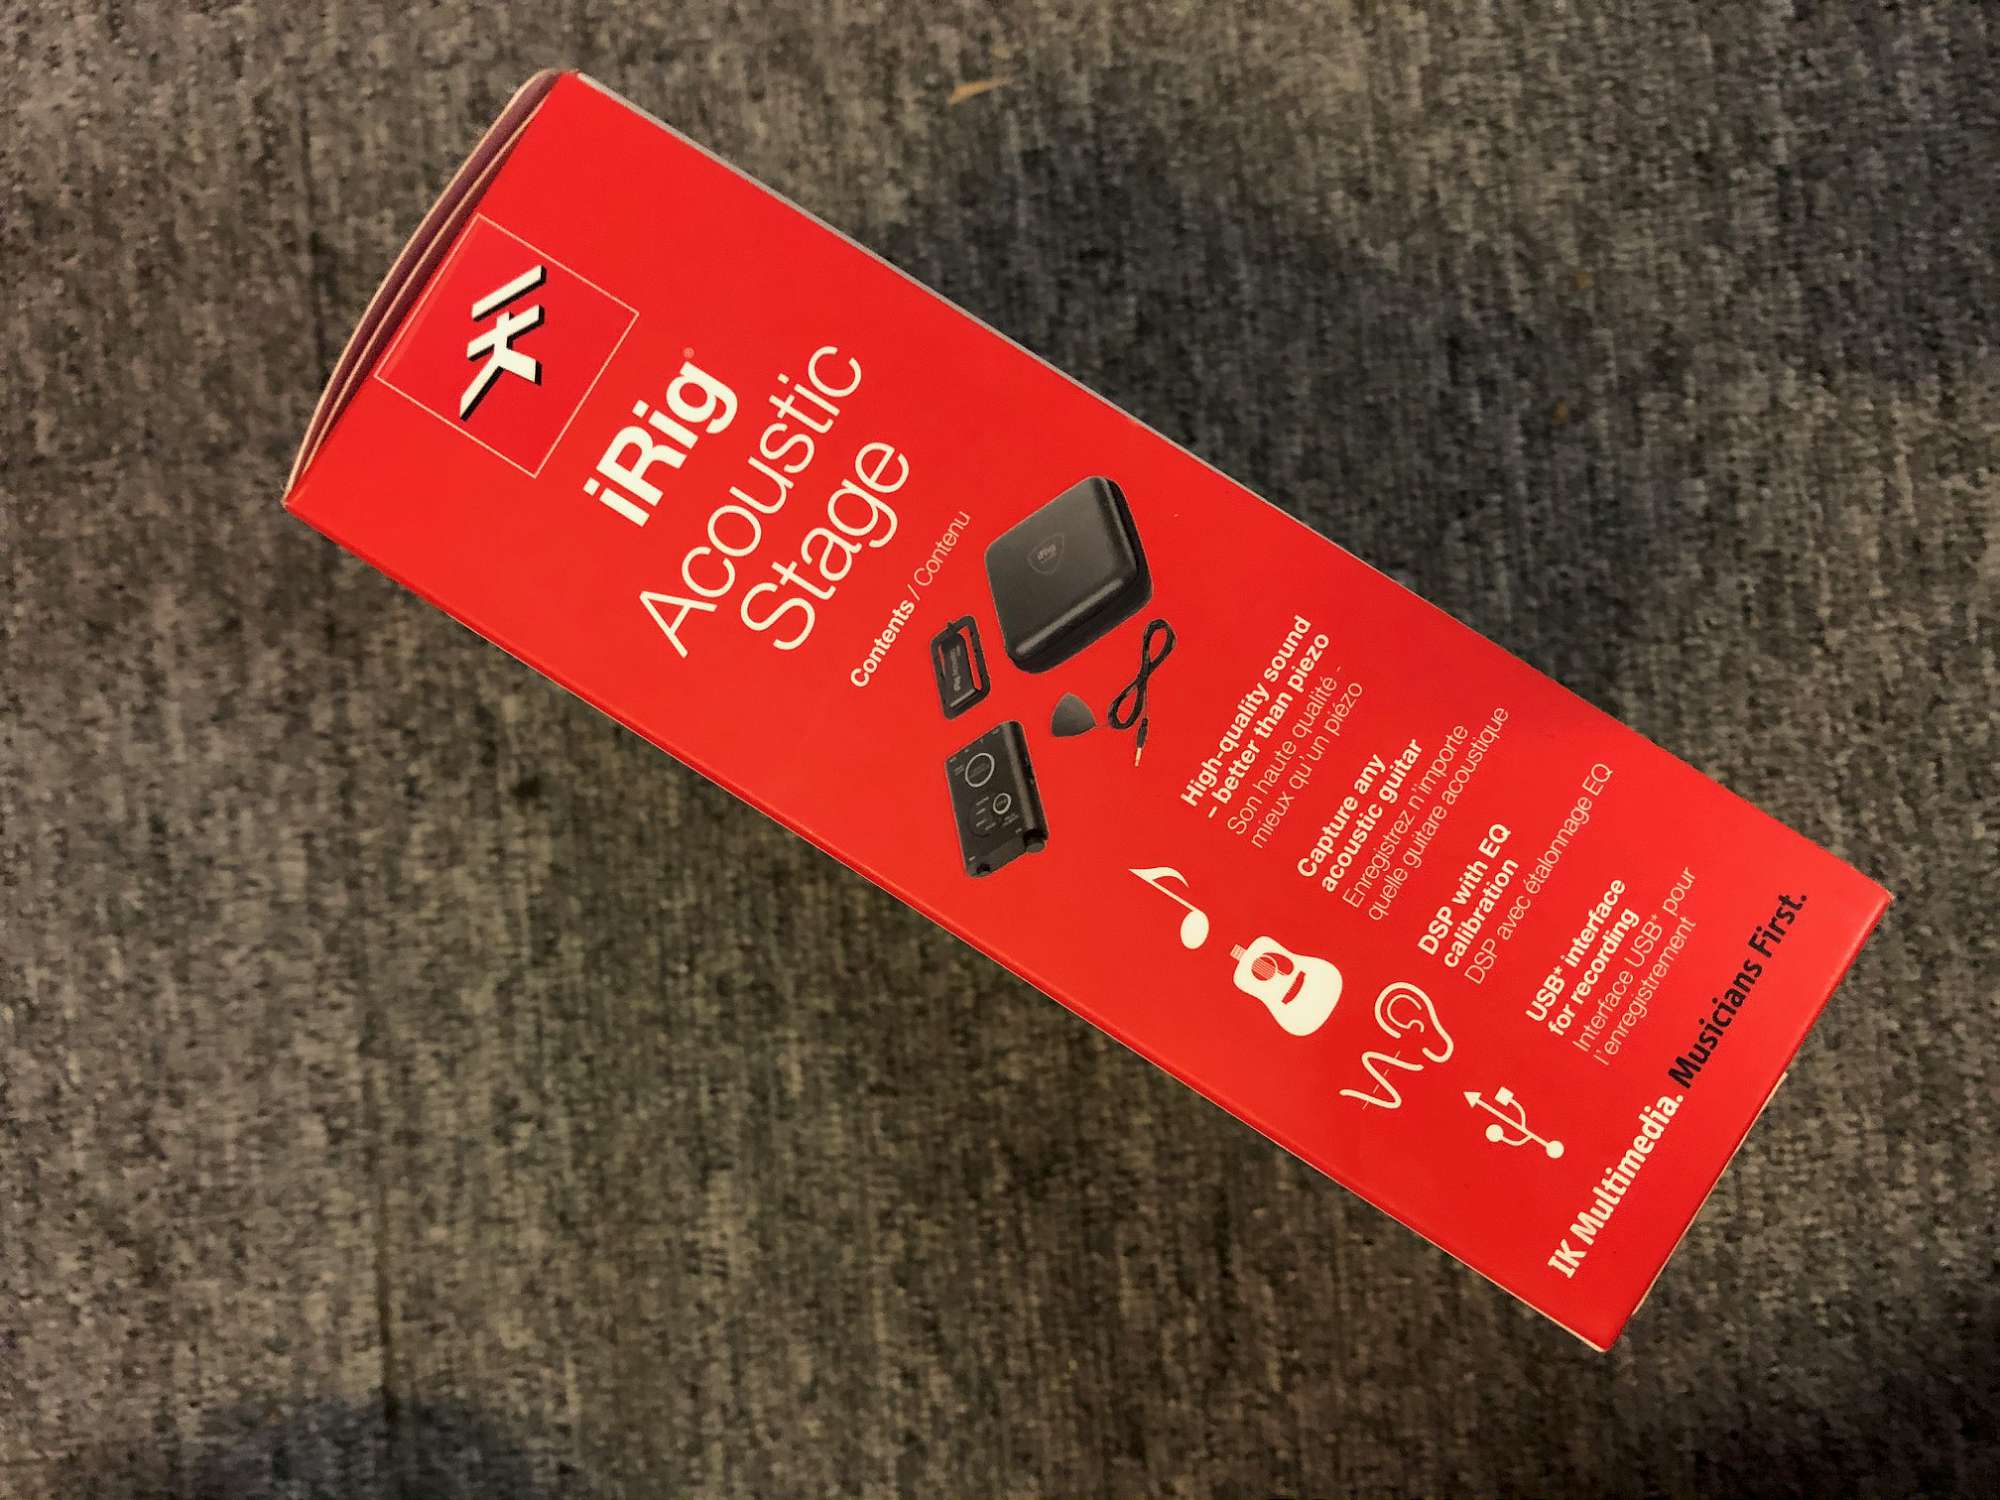 iRig®
Acoustic
Stage
Contents / Contenu
High-quality sound
– better than piezo
Son haute qualité -
mieux qu'un piézo
Capture any
acoustic guitar
Enregistrez n'importe
quelle guitare acoustique
DSP with EQ
calibration
DSP avec étalonnage EQ
USB* interface
for recording
Interface USB* pour
l'enregistrement
IK Multimedia. Musicians First.